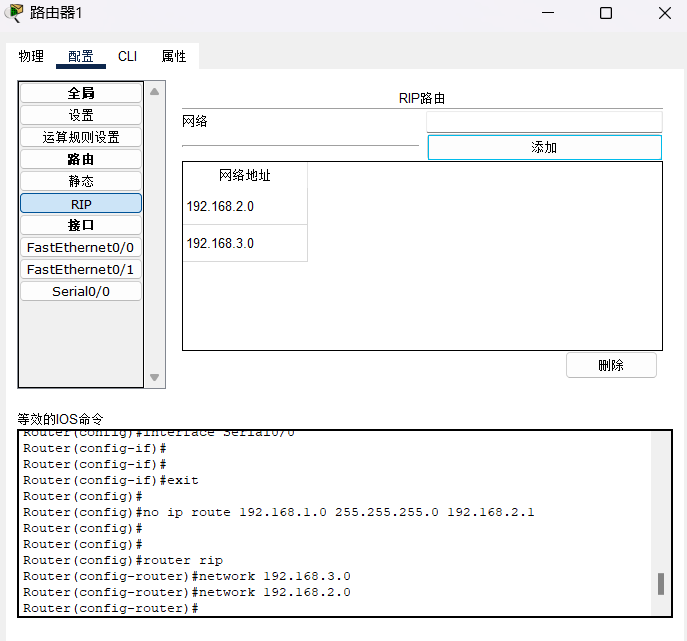 路由器1
物理 配置 CLI 属性
全局
设置
运算规则设置
路由
静态
RIP
接口
FastEthernet0/0
FastEthernet0/1
Serial0/0
RIP路由
网络
添加
网络地址
192.168.2.0
192.168.3.0
删除
等效的IOS命令
Router(config)#interface Serial0/0
Router(config-if)#
Router(config-if)#
Router(config-if)#exit
Router(config)#
Router(config)#no ip route 192.168.1.0 255.255.255.0 192.168.2.1
Router(config)#
Router(config)#
Router(config)#router rip
Router(config-router)#network 192.168.3.0
Router(config-router)#network 192.168.2.0
Router(config-router)#